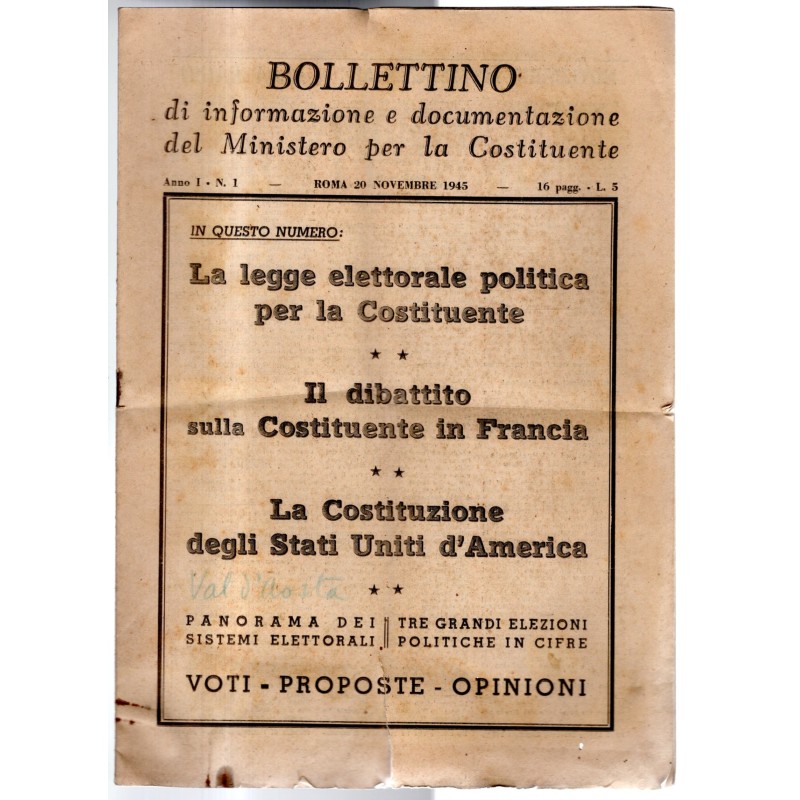 BOLLETTINO
di informazione e documentazione
del Ministero per la Costituente
Anno I - N. 1 — ROMA 20 NOVEMBRE 1945 — 16 pagg. - L. 5
IN QUESTO NUMERO:
La legge elettorale politica
per la Costituente
★ ★
Il dibattito
sulla Costituente in Francia
★ ★
La Costituzione
degli Stati Uniti d'America
Val d'Aosta
★ ★
PANORAMA DEI
SISTEMI ELETTORALI
TRE GRANDI ELEZIONI
POLITICHE IN CIFRE
VOTI - PROPOSTE - OPINIONI